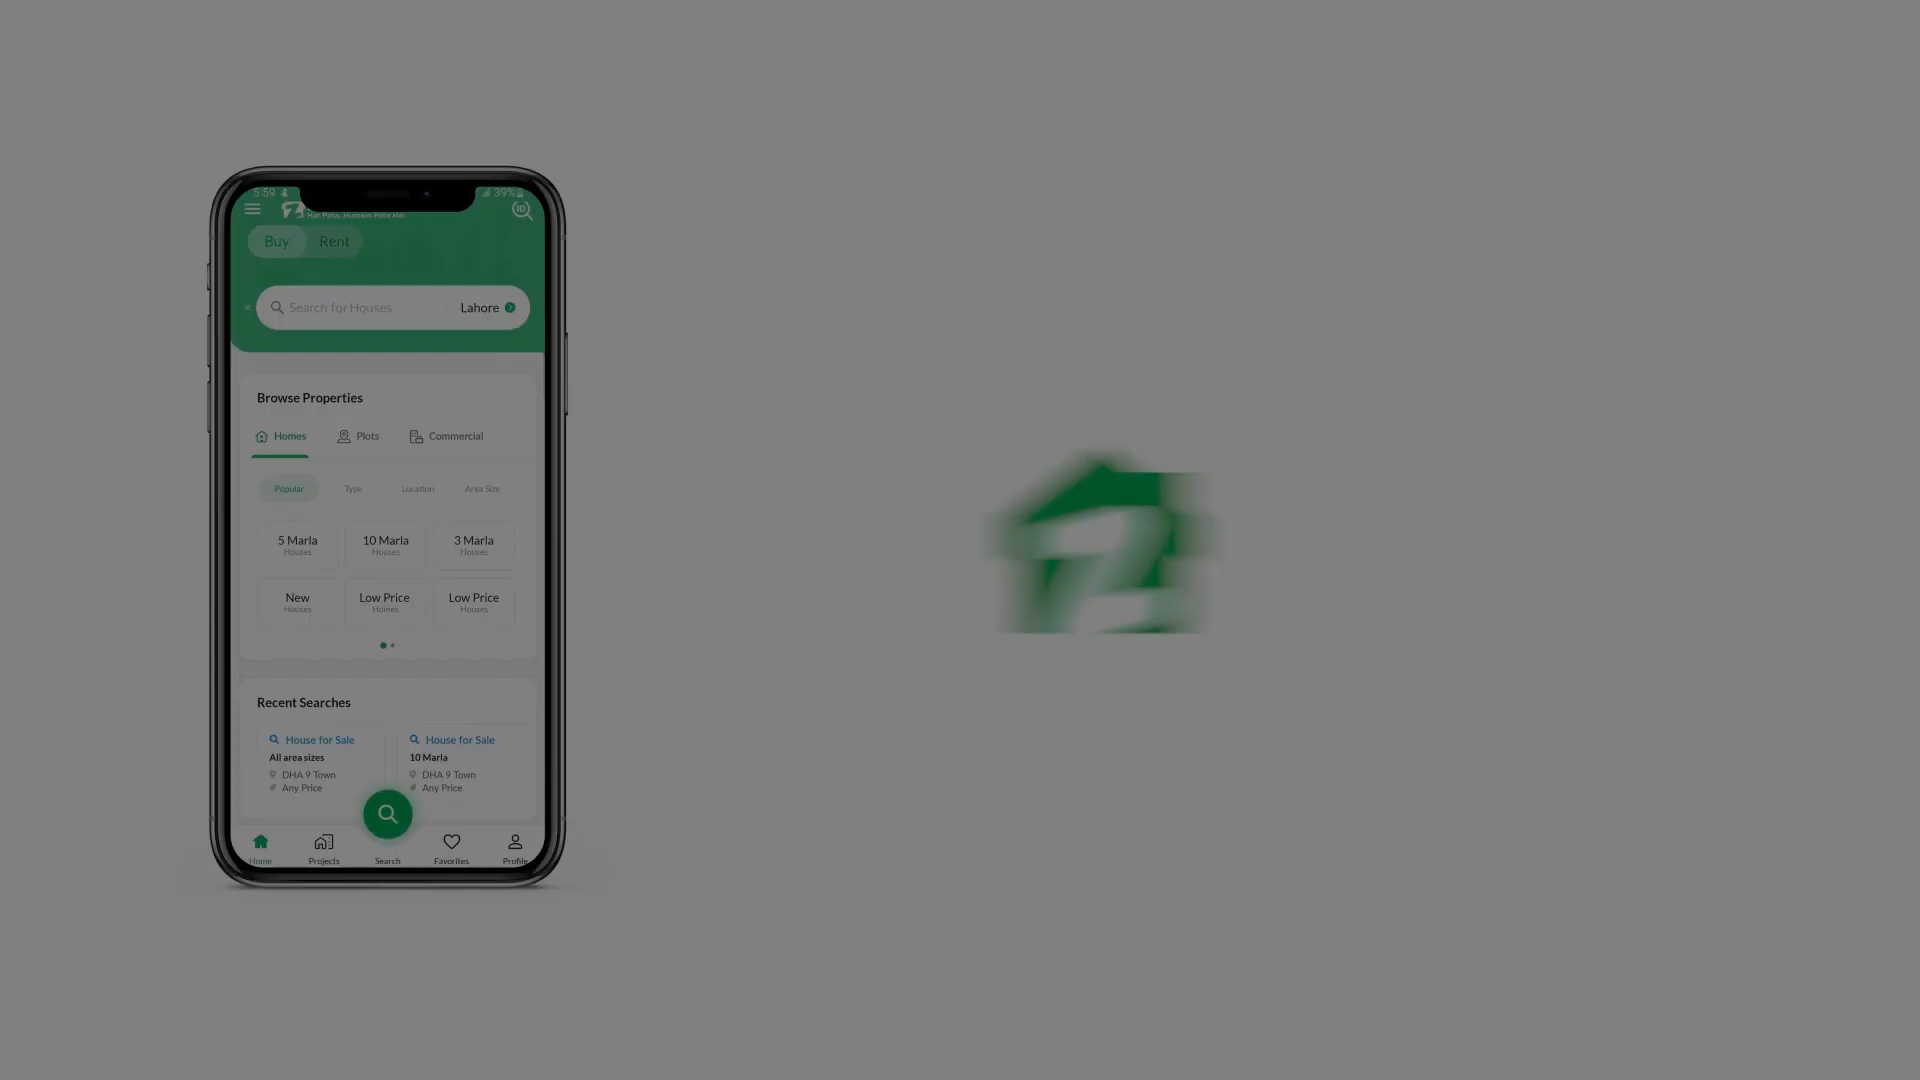 5:59
39%
Har Pata, Humain Pata Hai
Buy
Rent
Search for Houses
Lahore
Browse Properties
Homes
Plots
Commercial
Popular
Type
Location
Area Size
5 Marla
Houses
10 Marla
Houses
3 Marla
Houses
New
Houses
Low Price
Homes
Low Price
Houses
Recent Searches
House for Sale
All area sizes
DHA 9 Town
Any Price
House for Sale
10 Marla
DHA 9 Town
Any Price
Home
Projects
Search
Favorites
Profile